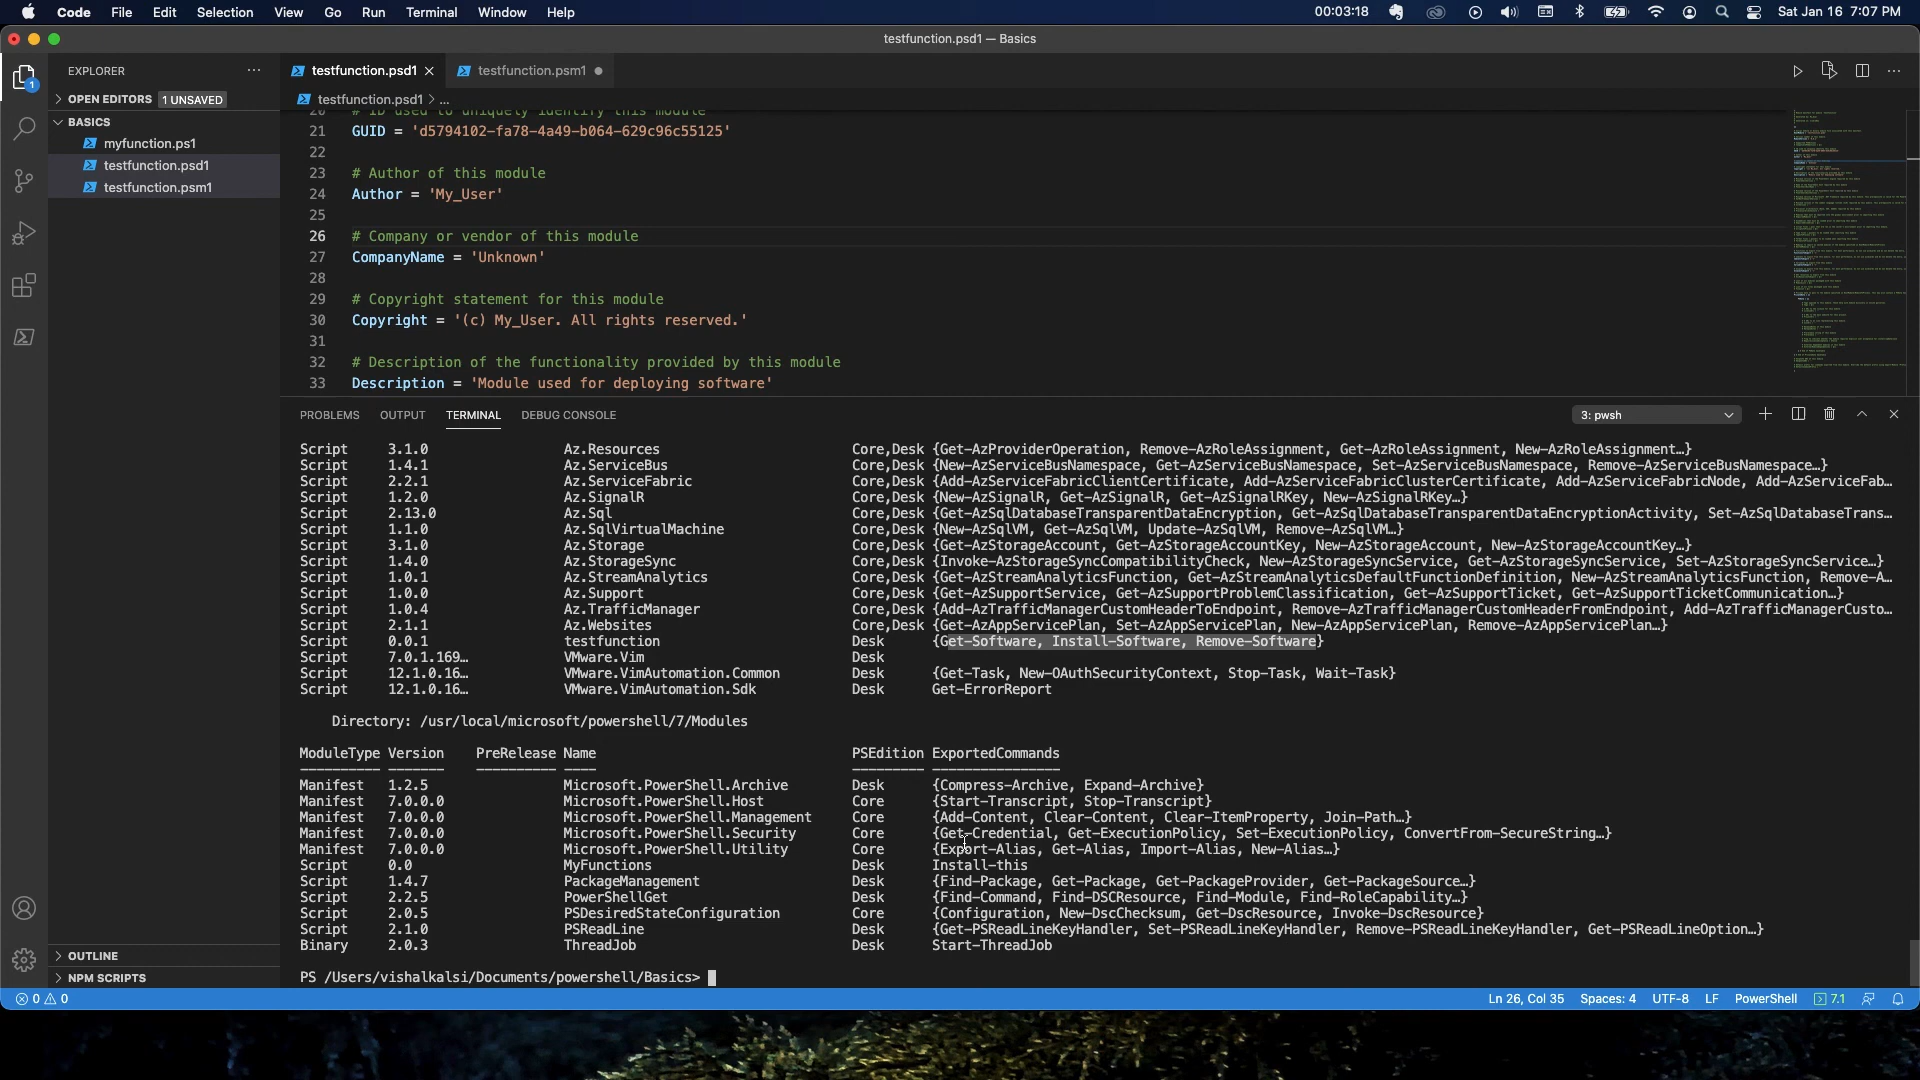 Code File Edit Selection View Go Run Terminal Window Help 00:03:18 Sat Jan 16 7:07 PM
testfunction.psd1 — Basics
EXPLORER ...
testfunction.psd1
testfunction.psm1
1
OPEN EDITORS 1 UNSAVED
testfunction.psd1 > ...
BASICS
myfunction.ps1
testfunction.psd1
testfunction.psm1
20 # ID used to uniquely identify this module
21 GUID = 'd5794102-fa78-4a49-b064-629c96c55125'
22
23 # Author of this module
24 Author = 'My_User'
25
26 # Company or vendor of this module
27 CompanyName = 'Unknown'
28
29 # Copyright statement for this module
30 Copyright = '(c) My_User. All rights reserved.'
31
32 # Description of the functionality provided by this module
33 Description = 'Module used for deploying software'
PROBLEMS OUTPUT TERMINAL DEBUG CONSOLE 3: pwsh
Script 3.1.0 Az.Resources Core,Desk {Get-AzProviderOperation, Remove-AzRoleAssignment, Get-AzRoleAssignment, New-AzRoleAssignment…}
Script 1.4.1 Az.ServiceBus Core,Desk {New-AzServiceBusNamespace, Get-AzServiceBusNamespace, Set-AzServiceBusNamespace, Remove-AzServiceBusNamespace…}
Script 2.2.1 Az.ServiceFabric Core,Desk {Add-AzServiceFabricClientCertificate, Add-AzServiceFabricClusterCertificate, Add-AzServiceFabricNode, Add-AzServiceFab…
Script 1.2.0 Az.SignalR Core,Desk {New-AzSignalR, Get-AzSignalR, Get-AzSignalRKey, New-AzSignalRKey…}
Script 2.13.0 Az.Sql Core,Desk {Get-AzSqlDatabaseTransparentDataEncryption, Get-AzSqlDatabaseTransparentDataEncryptionActivity, Set-AzSqlDatabaseTrans…
Script 1.1.0 Az.SqlVirtualMachine Core,Desk {New-AzSqlVM, Get-AzSqlVM, Update-AzSqlVM, Remove-AzSqlVM…}
Script 3.1.0 Az.Storage Core,Desk {Get-AzStorageAccount, Get-AzStorageAccountKey, New-AzStorageAccount, New-AzStorageAccountKey…}
Script 1.4.0 Az.StorageSync Core,Desk {Invoke-AzStorageSyncCompatibilityCheck, New-AzStorageSyncService, Get-AzStorageSyncService, Set-AzStorageSyncService…}
Script 1.0.1 Az.StreamAnalytics Core,Desk {Get-AzStreamAnalyticsFunction, Get-AzStreamAnalyticsDefaultFunctionDefinition, New-AzStreamAnalyticsFunction, Remove-A…
Script 1.0.0 Az.Support Core,Desk {Get-AzSupportService, Get-AzSupportProblemClassification, Get-AzSupportTicket, Get-AzSupportTicketCommunication…}
Script 1.0.4 Az.TrafficManager Core,Desk {Add-AzTrafficManagerCustomHeaderToEndpoint, Remove-AzTrafficManagerCustomHeaderFromEndpoint, Add-AzTrafficManagerCusto…
Script 2.1.1 Az.Websites Core,Desk {Get-AzAppServicePlan, Set-AzAppServicePlan, New-AzAppServicePlan, Remove-AzAppServicePlan…}
Script 0.0.1 testfunction Desk {Get-Software, Install-Software, Remove-Software}
Script 7.0.1.169… VMware.Vim Desk
Script 12.1.0.16… VMware.VimAutomation.Common Desk {Get-Task, New-OAuthSecurityContext, Stop-Task, Wait-Task}
Script 12.1.0.16… VMware.VimAutomation.Sdk Desk Get-ErrorReport
Directory: /usr/local/microsoft/powershell/7/Modules
ModuleType Version PreRelease Name PSEdition ExportedCommands
---------- ------- ---------- ---- --------- ----------------
Manifest 1.2.5 Microsoft.PowerShell.Archive Desk {Compress-Archive, Expand-Archive}
Manifest 7.0.0.0 Microsoft.PowerShell.Host Core {Start-Transcript, Stop-Transcript}
Manifest 7.0.0.0 Microsoft.PowerShell.Management Core {Add-Content, Clear-Content, Clear-ItemProperty, Join-Path…}
Manifest 7.0.0.0 Microsoft.PowerShell.Security Core {Get-Credential, Get-ExecutionPolicy, Set-ExecutionPolicy, ConvertFrom-SecureString…}
Manifest 7.0.0.0 Microsoft.PowerShell.Utility Core {Export-Alias, Get-Alias, Import-Alias, New-Alias…}
Script 0.0 MyFunctions Desk Install-this
Script 1.4.7 PackageManagement Desk {Find-Package, Get-Package, Get-PackageProvider, Get-PackageSource…}
Script 2.2.5 PowerShellGet Desk {Find-Command, Find-DSCResource, Find-Module, Find-RoleCapability…}
Script 2.0.5 PSDesiredStateConfiguration Core {Configuration, New-DscChecksum, Get-DscResource, Invoke-DscResource}
Script 2.1.0 PSReadLine Desk {Get-PSReadLineKeyHandler, Set-PSReadLineKeyHandler, Remove-PSReadLineKeyHandler, Get-PSReadLineOption…}
Binary 2.0.3 ThreadJob Desk Start-ThreadJob
PS /Users/vishalkalsi/Documents/powershell/Basics>
OUTLINE
NPM SCRIPTS
0 0 Ln 26, Col 35 Spaces: 4 UTF-8 LF PowerShell 7.1